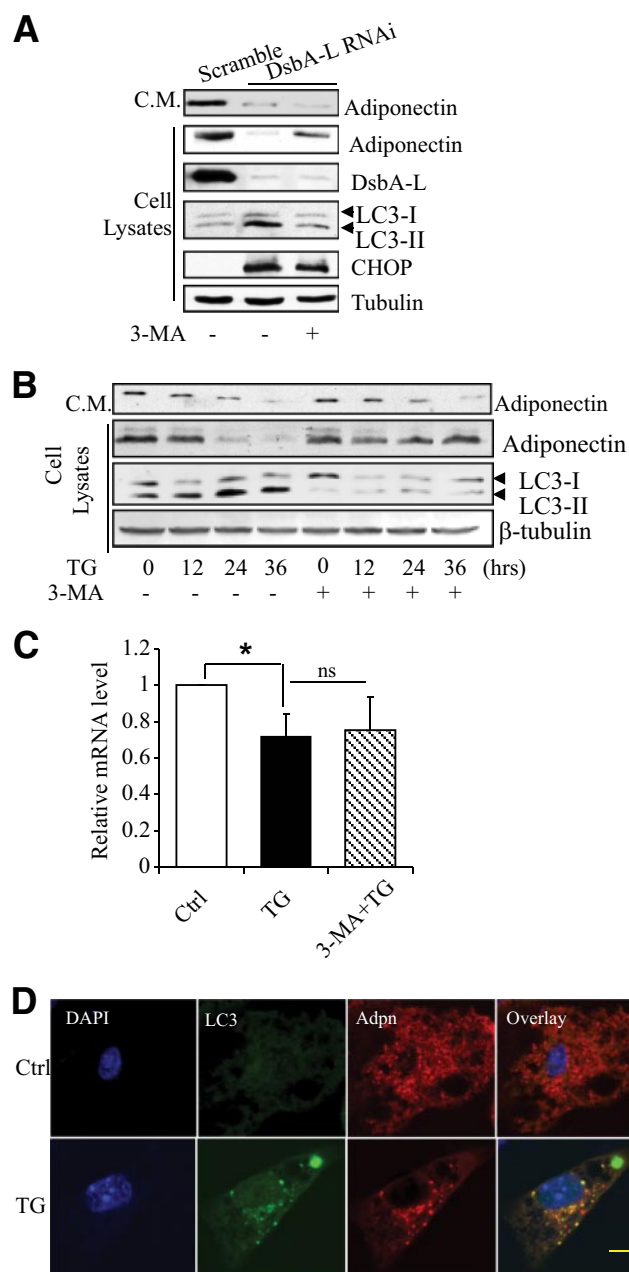 A
Scramble DsbA-L RNAi
C.M. Adiponectin
Adiponectin
DsbA-L
Cell Lysates
LC3-I
LC3-II
CHOP
Tubulin
3-MA - - +
B
C.M. Adiponectin
Cell Lysates
Adiponectin
LC3-I
LC3-II
β-tubulin
TG 0 12 24 36 0 12 24 36 (hrs)
3-MA - - - - + + + +
C
Relative mRNA level
1.2
1
0.8
0.6
0.4
0.2
0
*
ns
Ctrl TG 3-MA+TG
D
DAPI LC3 Adpn Overlay
Ctrl
TG